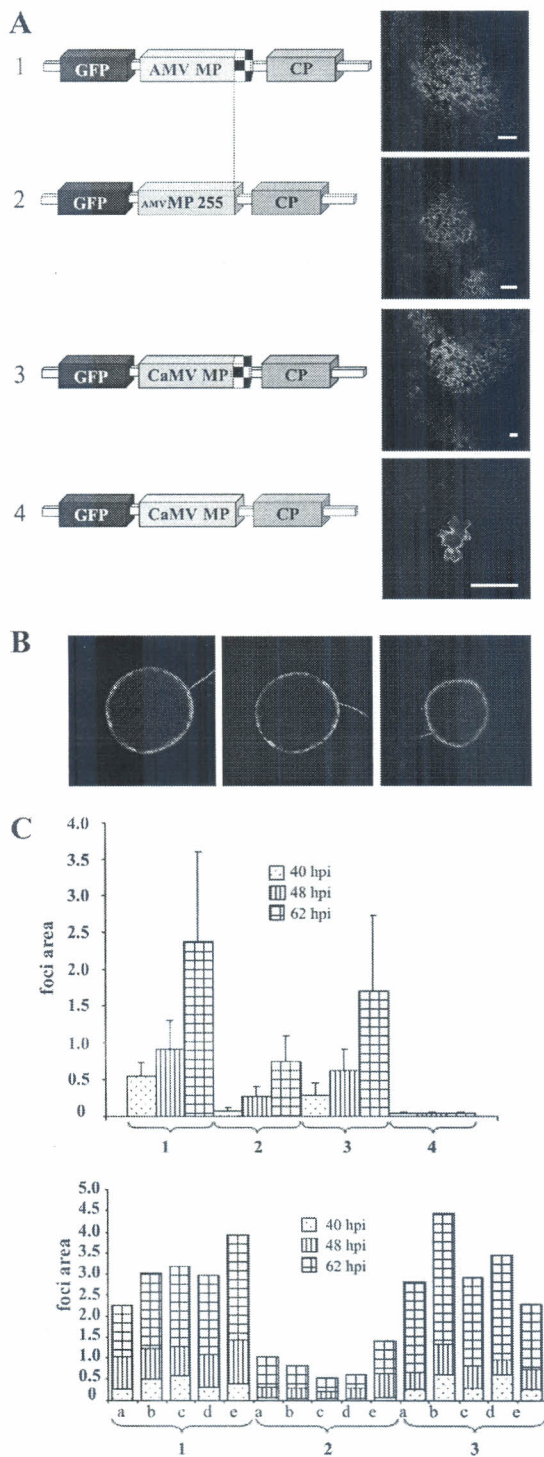 A
1 GFP AMV MP CP
2 GFP AMV MP 255 CP
3 GFP CaMV MP CP
4 GFP CaMV MP CP
B
C
4.0
3.5
3.0
2.5
2.0
1.5
1.0
0.5
0
foci area
40 hpi
48 hpi
62 hpi
1 2 3 4
5.0
4.5
4.0
3.5
3.0
2.5
2.0
1.5
1.0
0.5
0
foci area
40 hpi
48 hpi
62 hpi
a b c d e a b c d e a b c d e
1 2 3